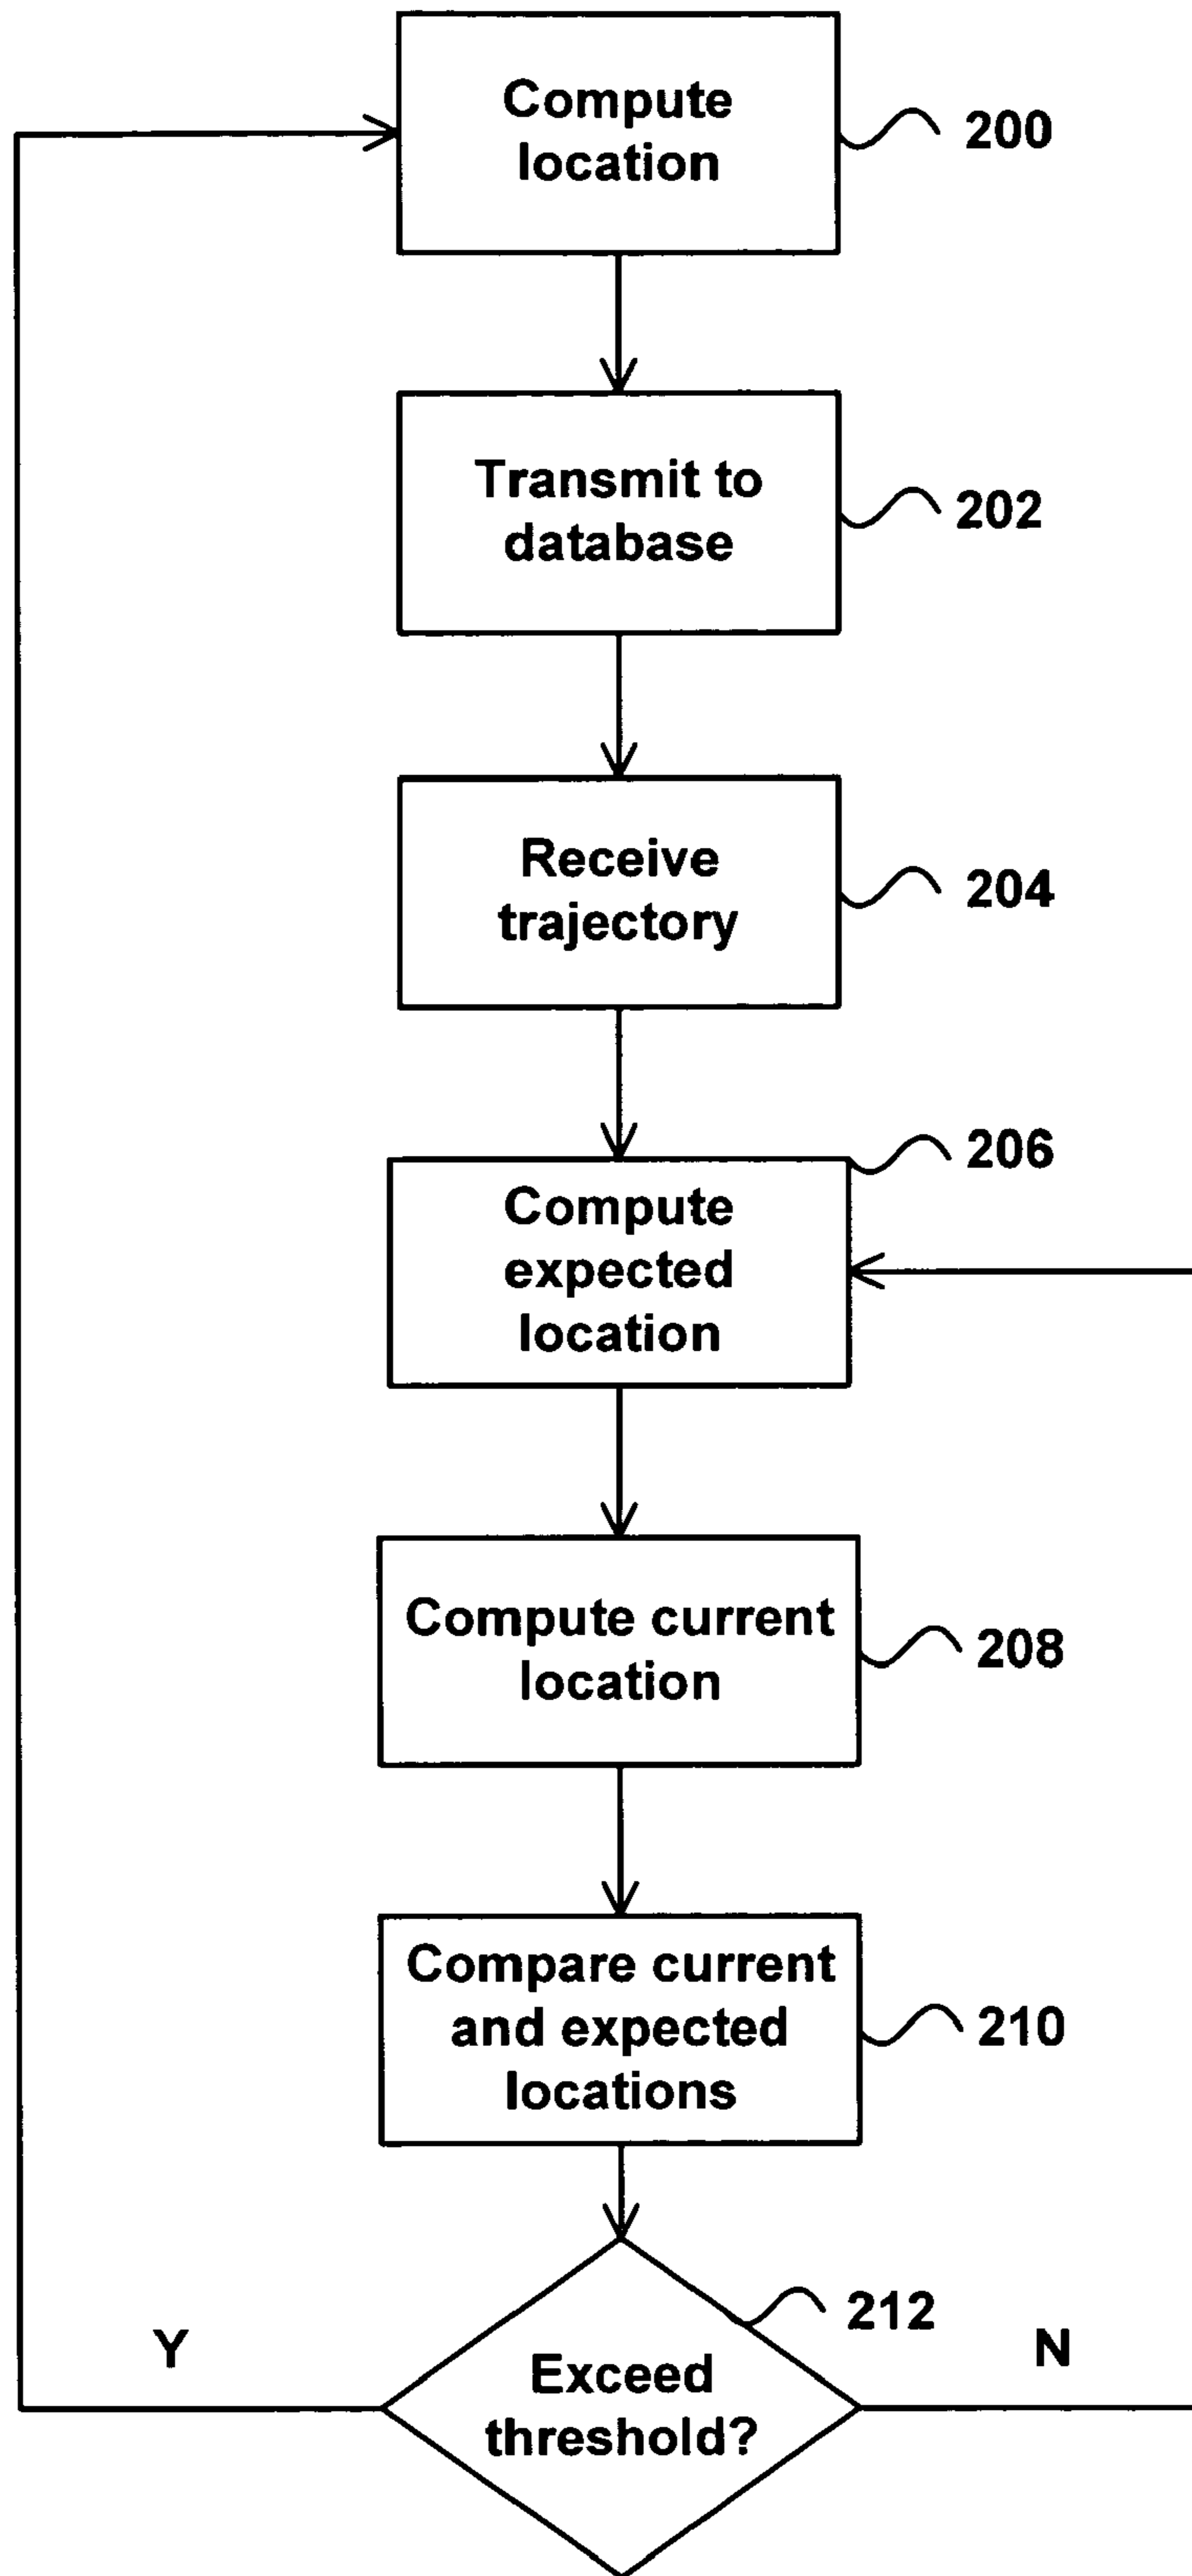 Compute
location
200
Transmit to
database
202
Receive
trajectory
204
206
Compute
expected
location
Compute current
location
208
Compare current
and expected
locations
210
212
Y
N
Exceed
threshold?